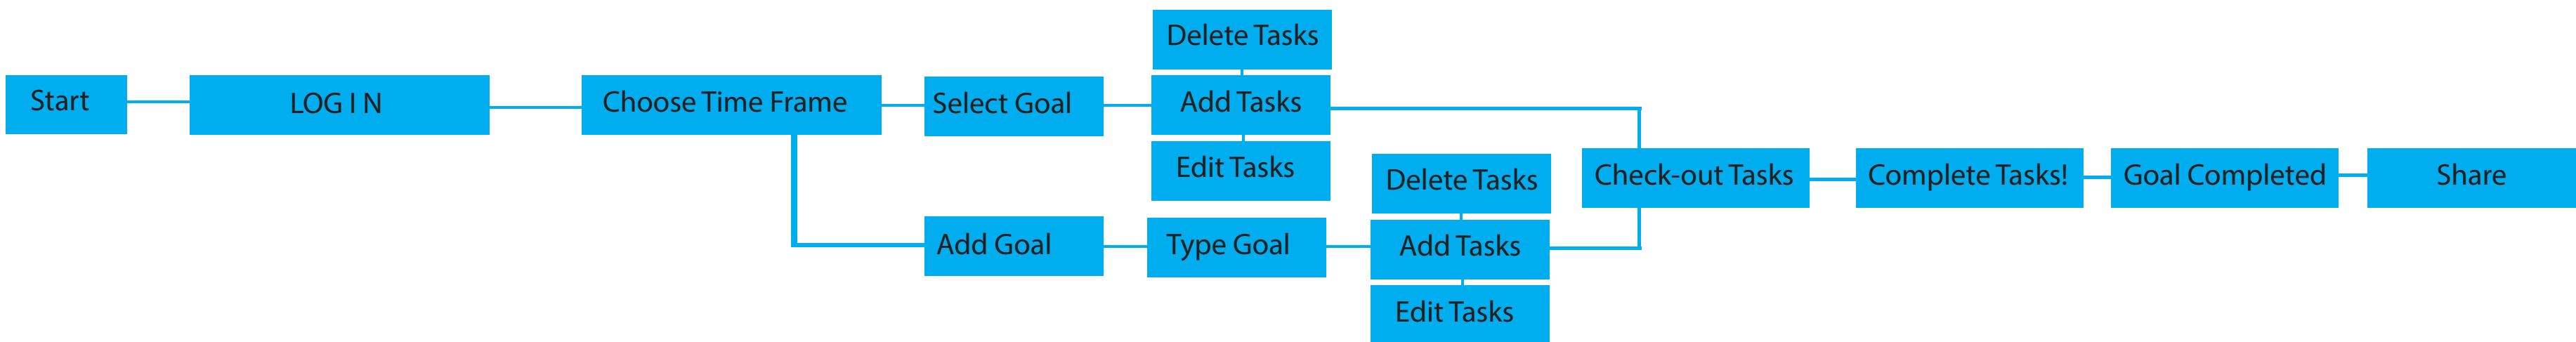 Start
LOG I N
Choose Time Frame
Select Goal
Delete Tasks
Add Tasks
Edit Tasks
Add Goal
Type Goal
Delete Tasks
Add Tasks
Edit Tasks
Check-out Tasks
Complete Tasks!
Goal Completed
Share